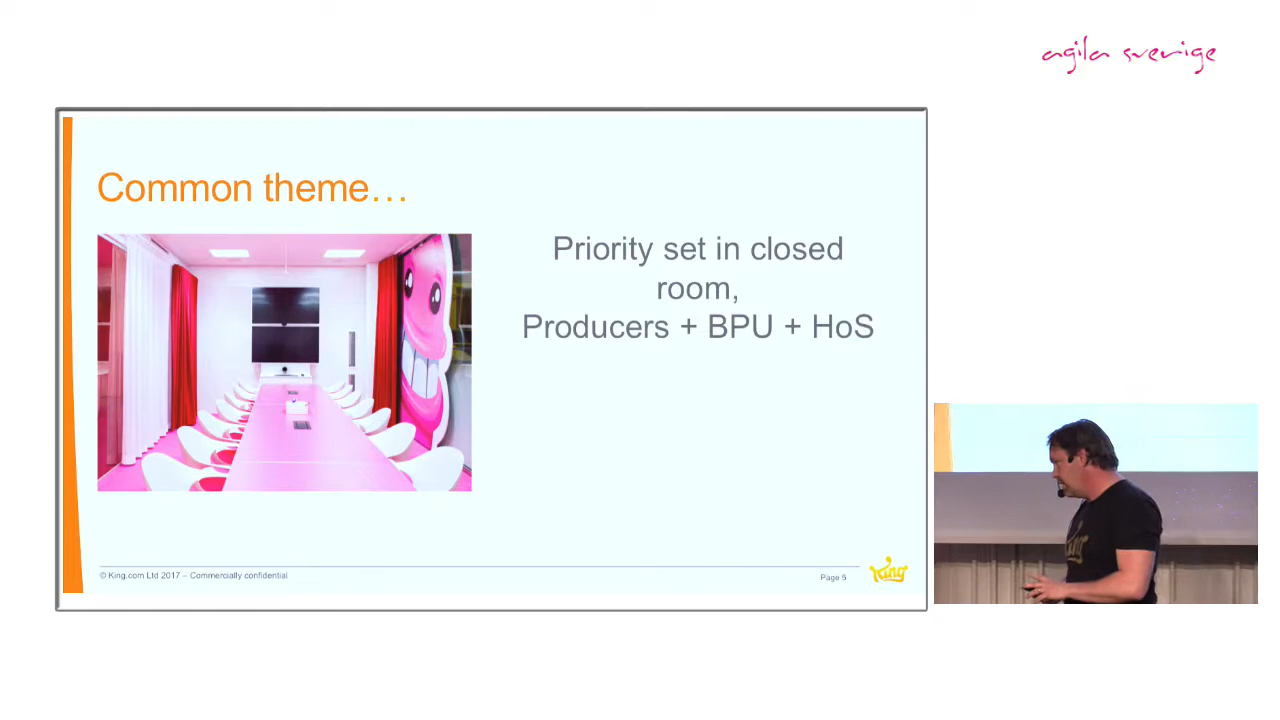 agila sverige
Common theme…
Priority set in closed
room,
Producers + BPU + HoS
© King.com Ltd 2017 – Commercially confidential
Page 5
King
King